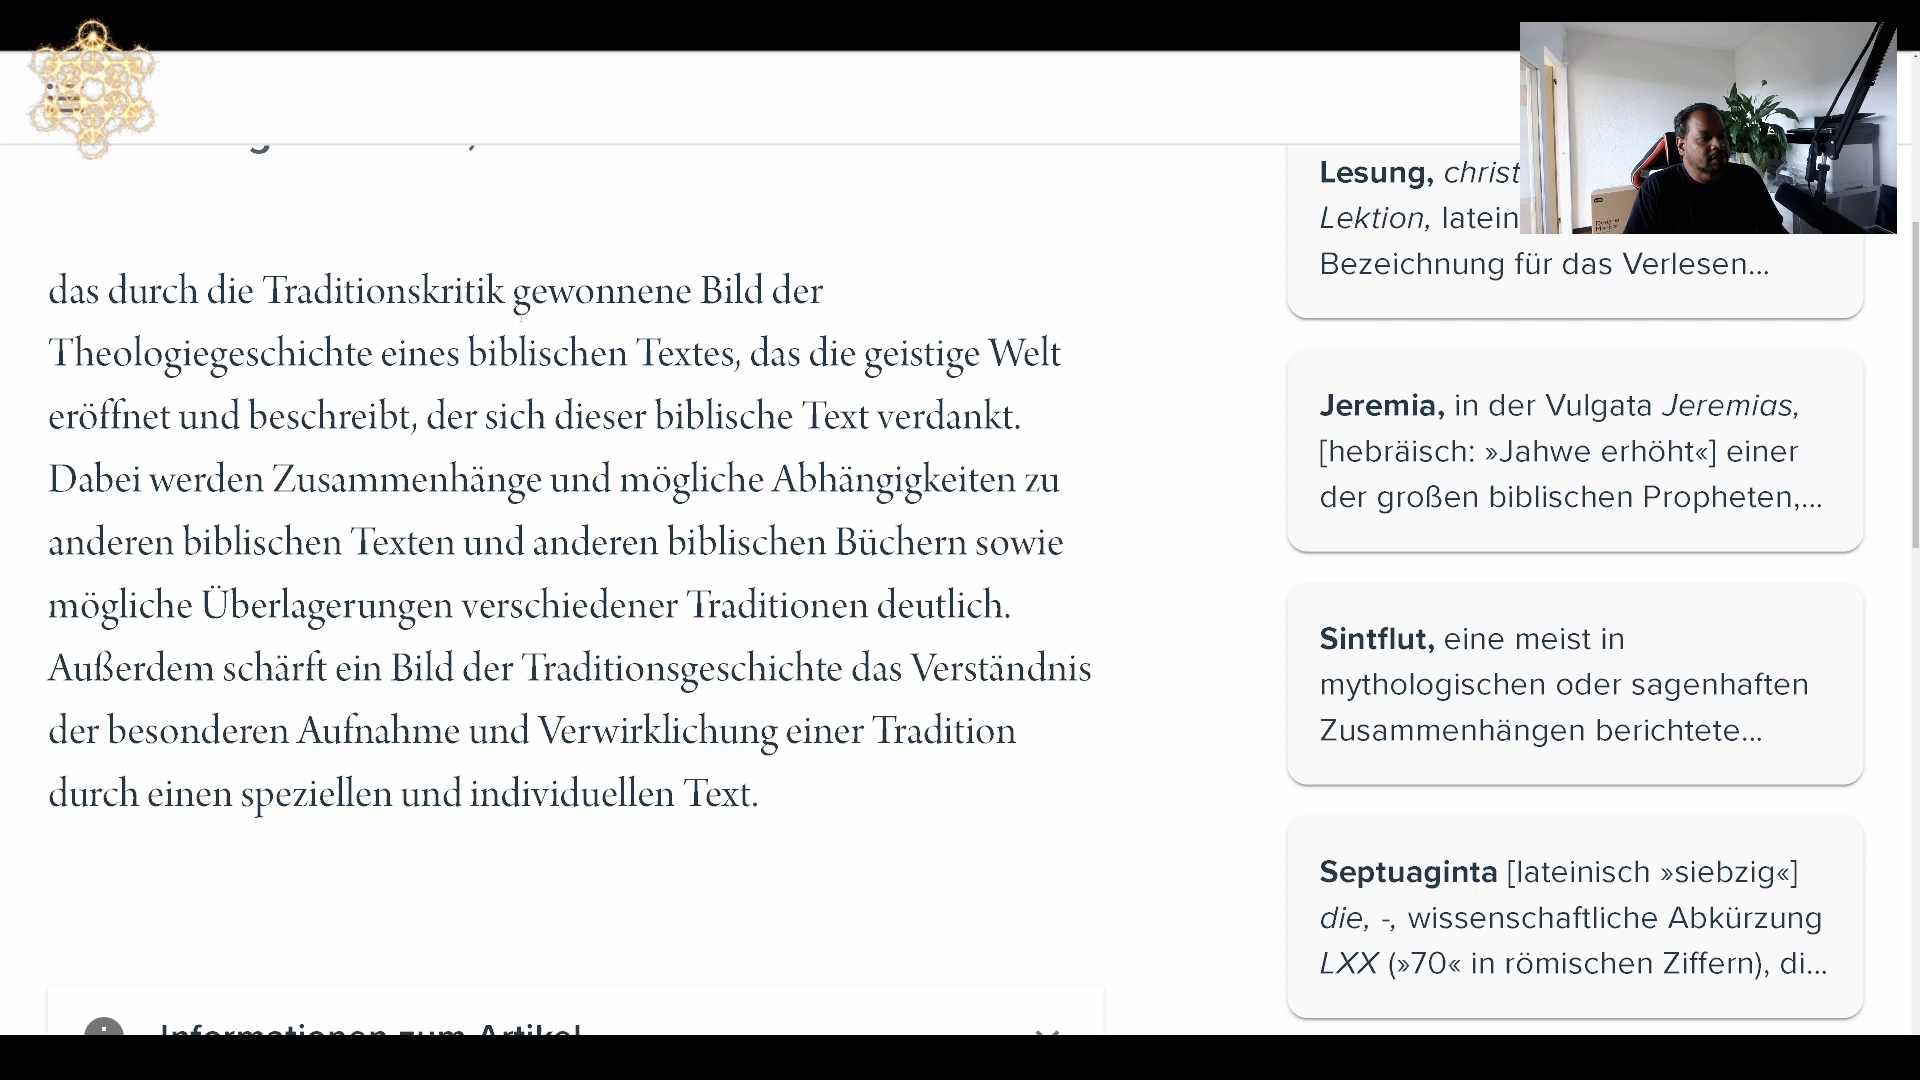 das durch die Traditionskritik gewonnene Bild der
Theologiegeschichte eines biblischen Textes, das die geistige Welt
eröffnet und beschreibt, der sich dieser biblische Text verdankt.
Dabei werden Zusammenhänge und mögliche Abhängigkeiten zu
anderen biblischen Texten und anderen biblischen Büchern sowie
mögliche Überlagerungen verschiedener Traditionen deutlich.
Außerdem schärft ein Bild der Traditionsgeschichte das Verständnis
der besonderen Aufnahme und Verwirklichung einer Tradition
durch einen speziellen und individuellen Text.
Informationen zum Artikel
Lesung, christ
Lektion, latein
Bezeichnung für das Verlesen...
Jeremia, in der Vulgata Jeremias,
[hebräisch: »Jahwe erhöht«] einer
der großen biblischen Propheten,...
Sintflut, eine meist in
mythologischen oder sagenhaften
Zusammenhängen berichtete...
Septuaginta [lateinisch »siebzig«]
die, -, wissenschaftliche Abkürzung
LXX (»70« in römischen Ziffern), di...